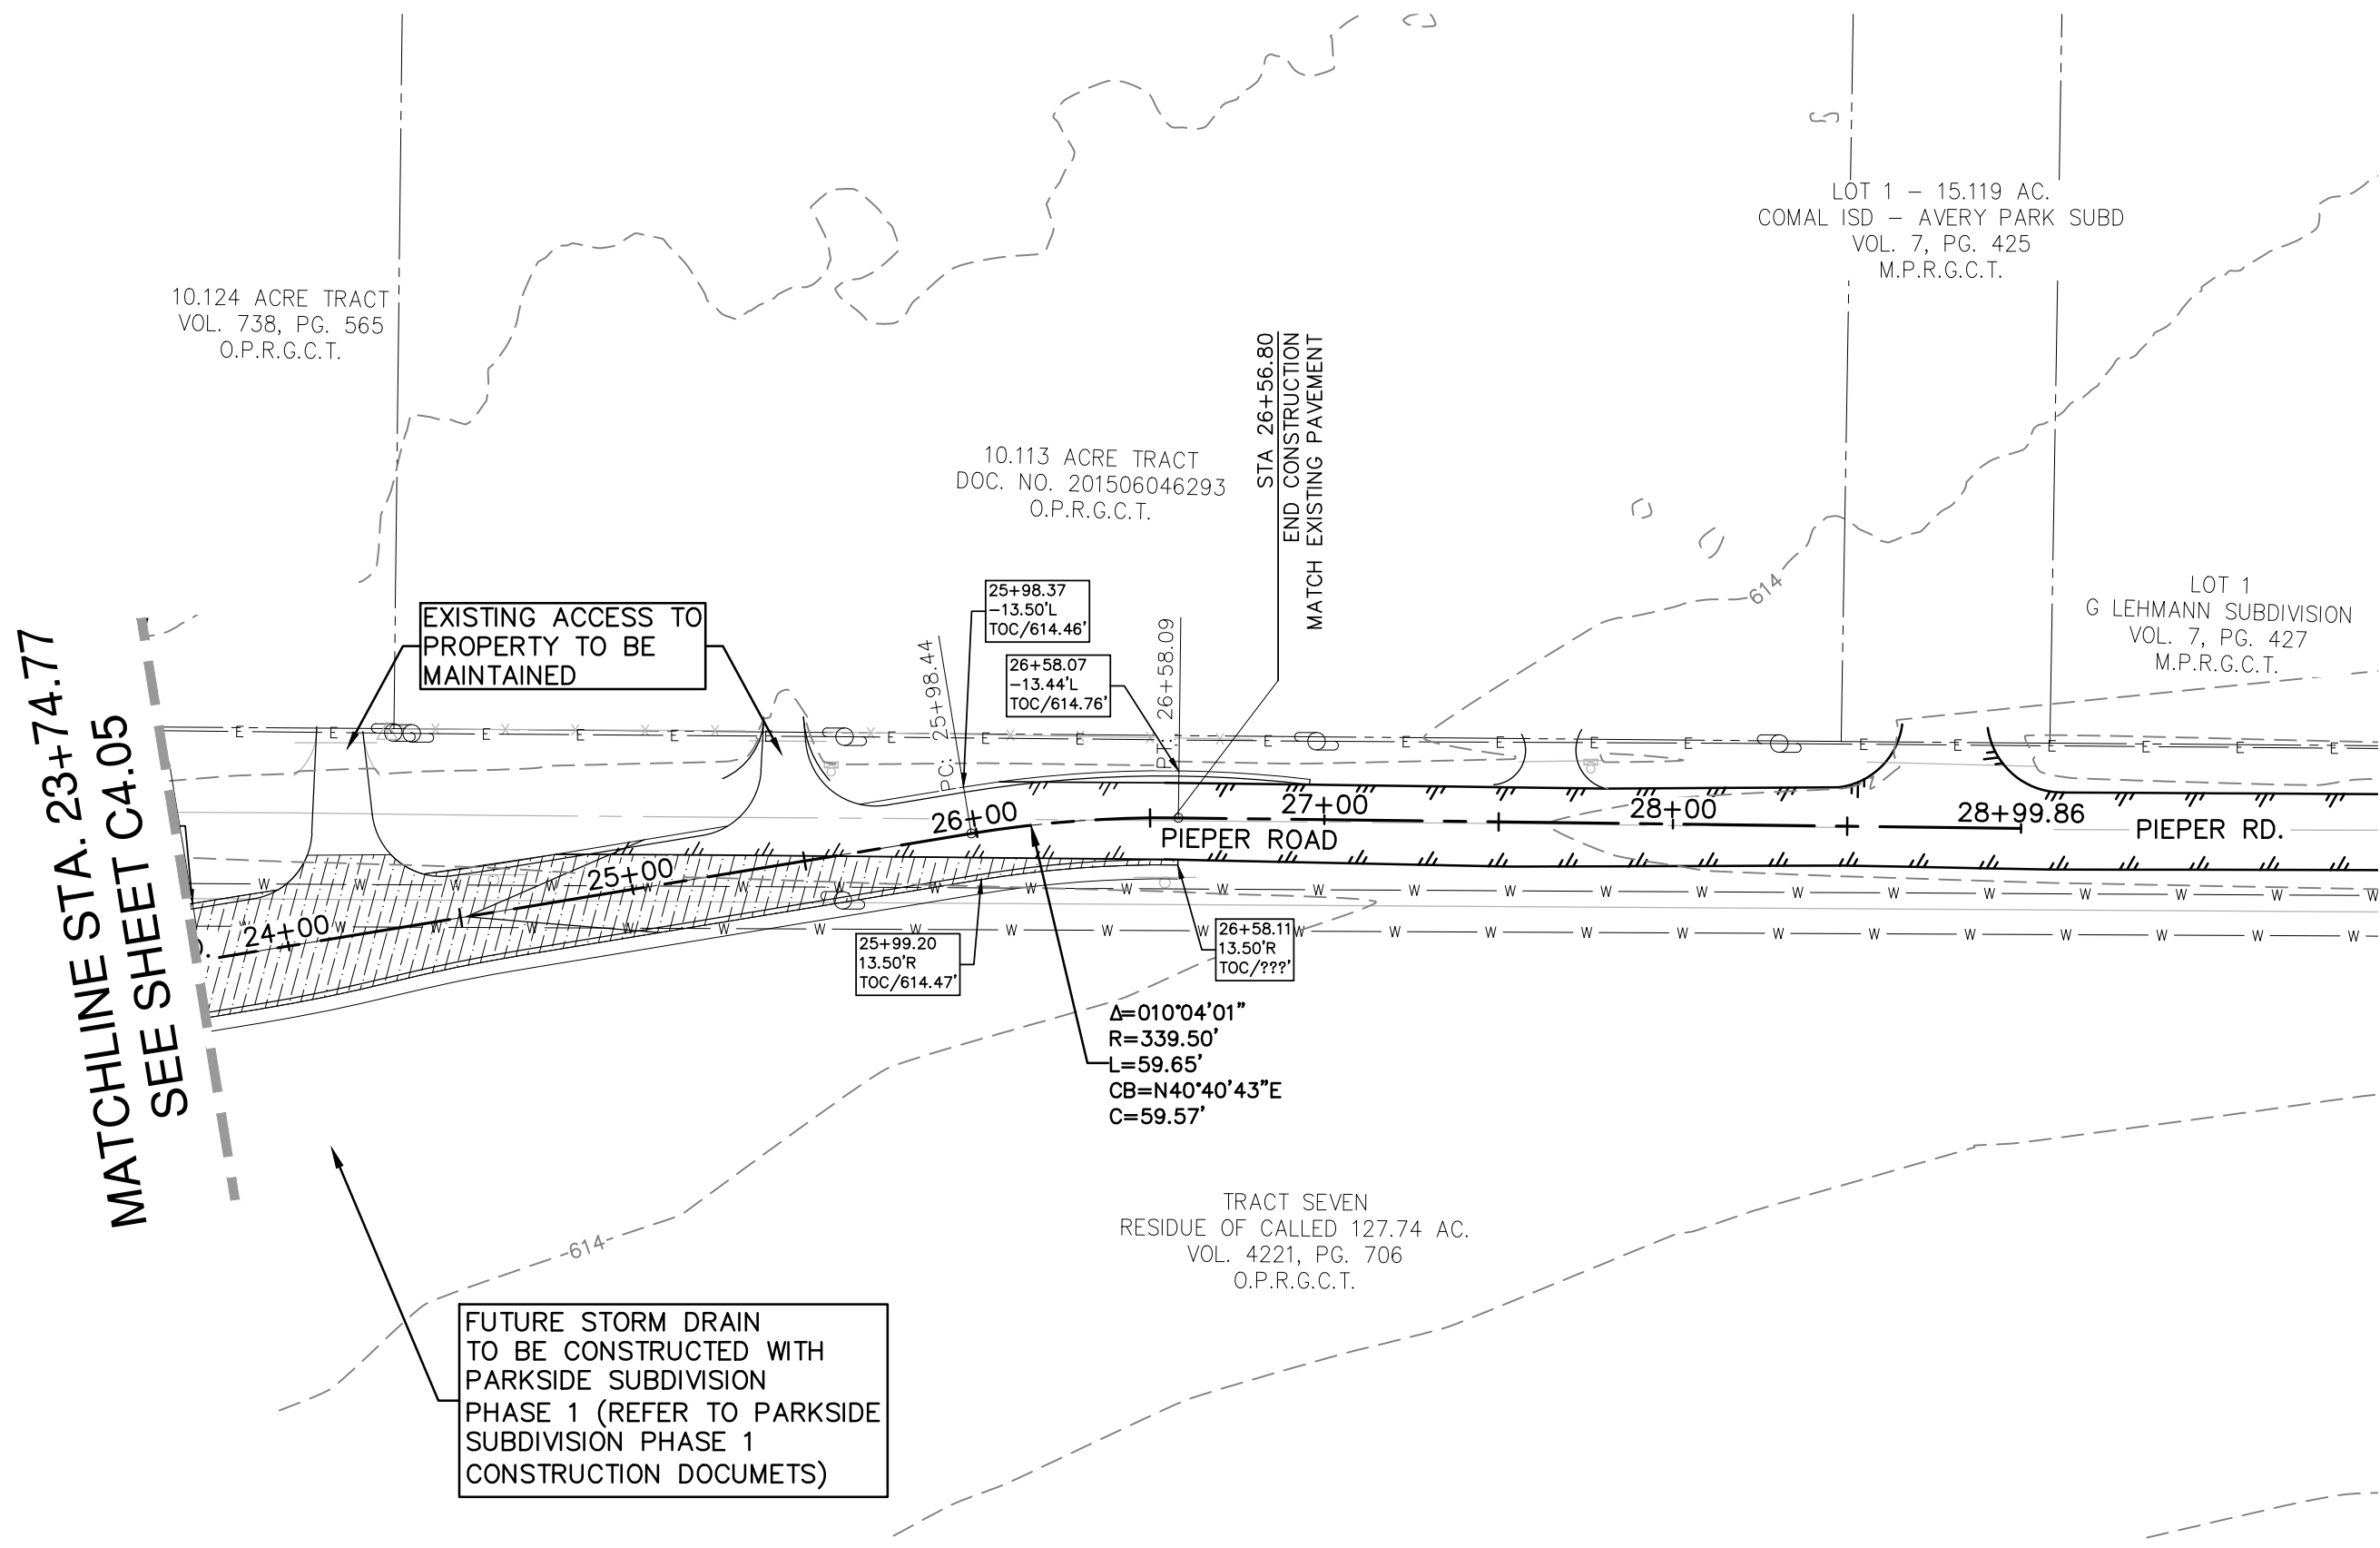 LOT 1 – 15.119 AC.
COMAL ISD – AVERY PARK SUBD
VOL. 7, PG. 425
M.P.R.G.C.T.
10.124 ACRE TRACT
VOL. 738, PG. 565
O.P.R.G.C.T.
STA 26+56.80
END CONSTRUCTION
MATCH EXISTING PAVEMENT
10.113 ACRE TRACT
DOC. NO. 201506046293
O.P.R.G.C.T.
614
LOT 1
G LEHMANN SUBDIVISION
VOL. 7, PG. 427
M.P.R.G.C.T.
MATCHLINE STA. 23+74.77
SEE SHEET C4.05
EXISTING ACCESS TO
PROPERTY TO BE
MAINTAINED
25+98.37
-13.50'L
TOC/614.46'
PC: 25+98.44
26+58.07
-13.44'L
TOC/614.76'
PT: 26+58.09
24+00
25+00
26+00
27+00
28+00
28+99.86
PIEPER ROAD
PIEPER RD.
25+99.20
13.50'R
TOC/614.47'
26+58.11
13.50'R
TOC/???'
Δ=010°04'01"
R=339.50'
L=59.65'
CB=N40°40'43"E
C=59.57'
TRACT SEVEN
RESIDUE OF CALLED 127.74 AC.
VOL. 4221, PG. 706
O.P.R.G.C.T.
614
FUTURE STORM DRAIN
TO BE CONSTRUCTED WITH
PARKSIDE SUBDIVISION
PHASE 1 (REFER TO PARKSIDE
SUBDIVISION PHASE 1
CONSTRUCTION DOCUMETS)